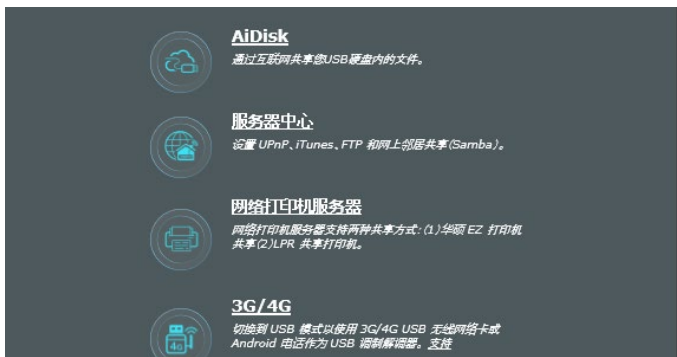 AiDisk
通过互联网共享您USB硬盘内的文件。
服务器中心
设置 UPnP、iTunes、FTP 和网上邻居共享(Samba)。
网络打印机服务器
网络打印机服务器支持两种共享方式:(1)华硕 EZ 打印机
共享(2)LPR 共享打印机。
3G/4G
切换到 USB 模式以使用 3G/4G USB 无线网络卡或
Android 电话作为 USB 调制解调器。支持
4G